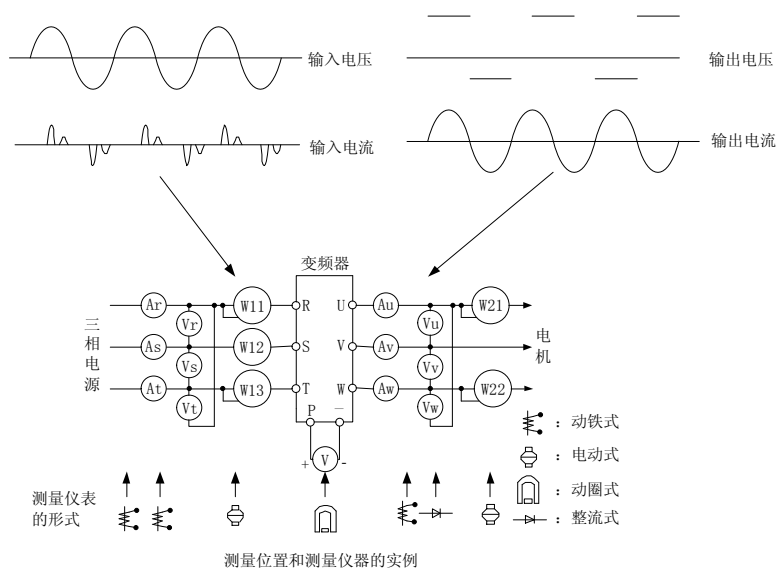 输入电压
输出电压
输入电流
输出电流
变频器
三相电源
Ar
As
At
Vr
Vs
Vt
W11
W12
W13
R
S
T
P
—
U
V
W
Au
Av
Aw
Vu
Vv
Vw
W21
W22
电机
+
V
-
：动铁式
：电动式
：动圈式
：整流式
测量仪表
的形式
测量位置和测量仪器的实例